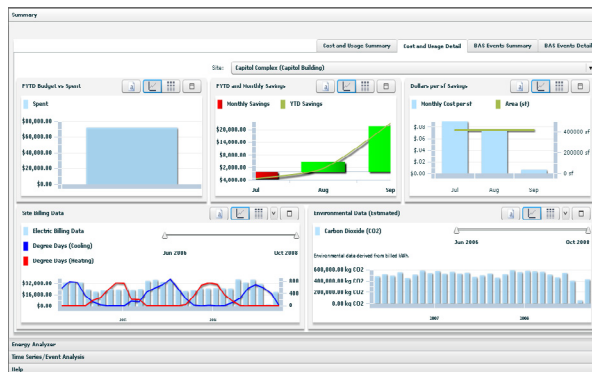 Summary
Cost and Usage Summary
Cost and Usage Detail
BAS Events Summary
BAS Events Detail
Site: Capitol Complex (Capitol Building)
FYTD Budget vs Spent
Spent
$80,000.00
$60,000.00
$40,000.00
$20,000.00
$0.00
FYTD and Monthly Savings
Monthly Savings
YTD Savings
$20,000.00
$14,000.00
$8,000.00
$2,000.00
Jul
Aug
Sep
Dollars per sf Savings
Monthly Cost per sf
Area (sf)
$.08
$.06
$.04
$.02
$0.00
400000 sf
200000 sf
0 sf
Jul
Aug
Sep
Site Billing Data
Electric Billing Data
Degree Days (Cooling)
Degree Days (Heating)
Jun 2006
Oct 2008
$32,000.00
$16,000.00
$0.00
800
400
0
Environmental Data (Estimated)
Carbon Dioxide (CO2)
Jun 2006
Oct 2008
Environmental data derived from billed kWh.
600,000.00 kg CO2
400,000.00 kg CO2
200,000.00 kg CO2
0.00 kg CO2
2007
2008
Energy Analyzer
Time Series/Event Analysis
Help